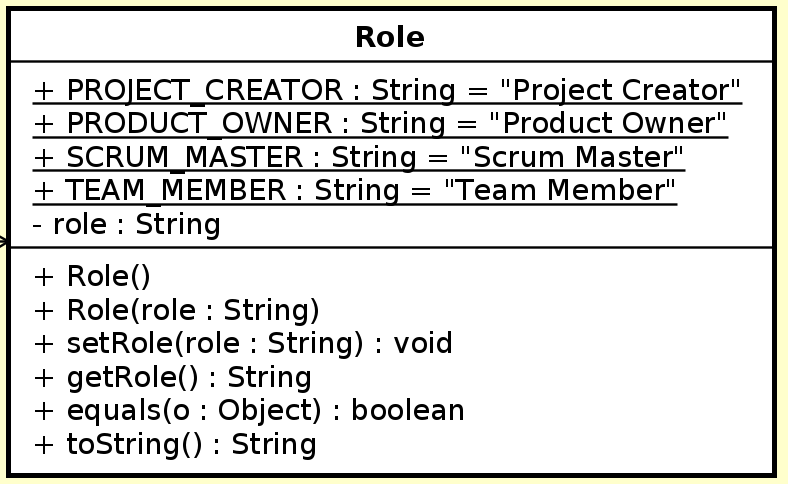 Role
+ PROJECT_CREATOR : String = "Project Creator"
+ PRODUCT_OWNER : String = "Product Owner"
+ SCRUM_MASTER : String = "Scrum Master"
+ TEAM_MEMBER : String = "Team Member"
- role : String
+ Role()
+ Role(role : String)
+ setRole(role : String) : void
+ getRole() : String
+ equals(o : Object) : boolean
+ toString() : String